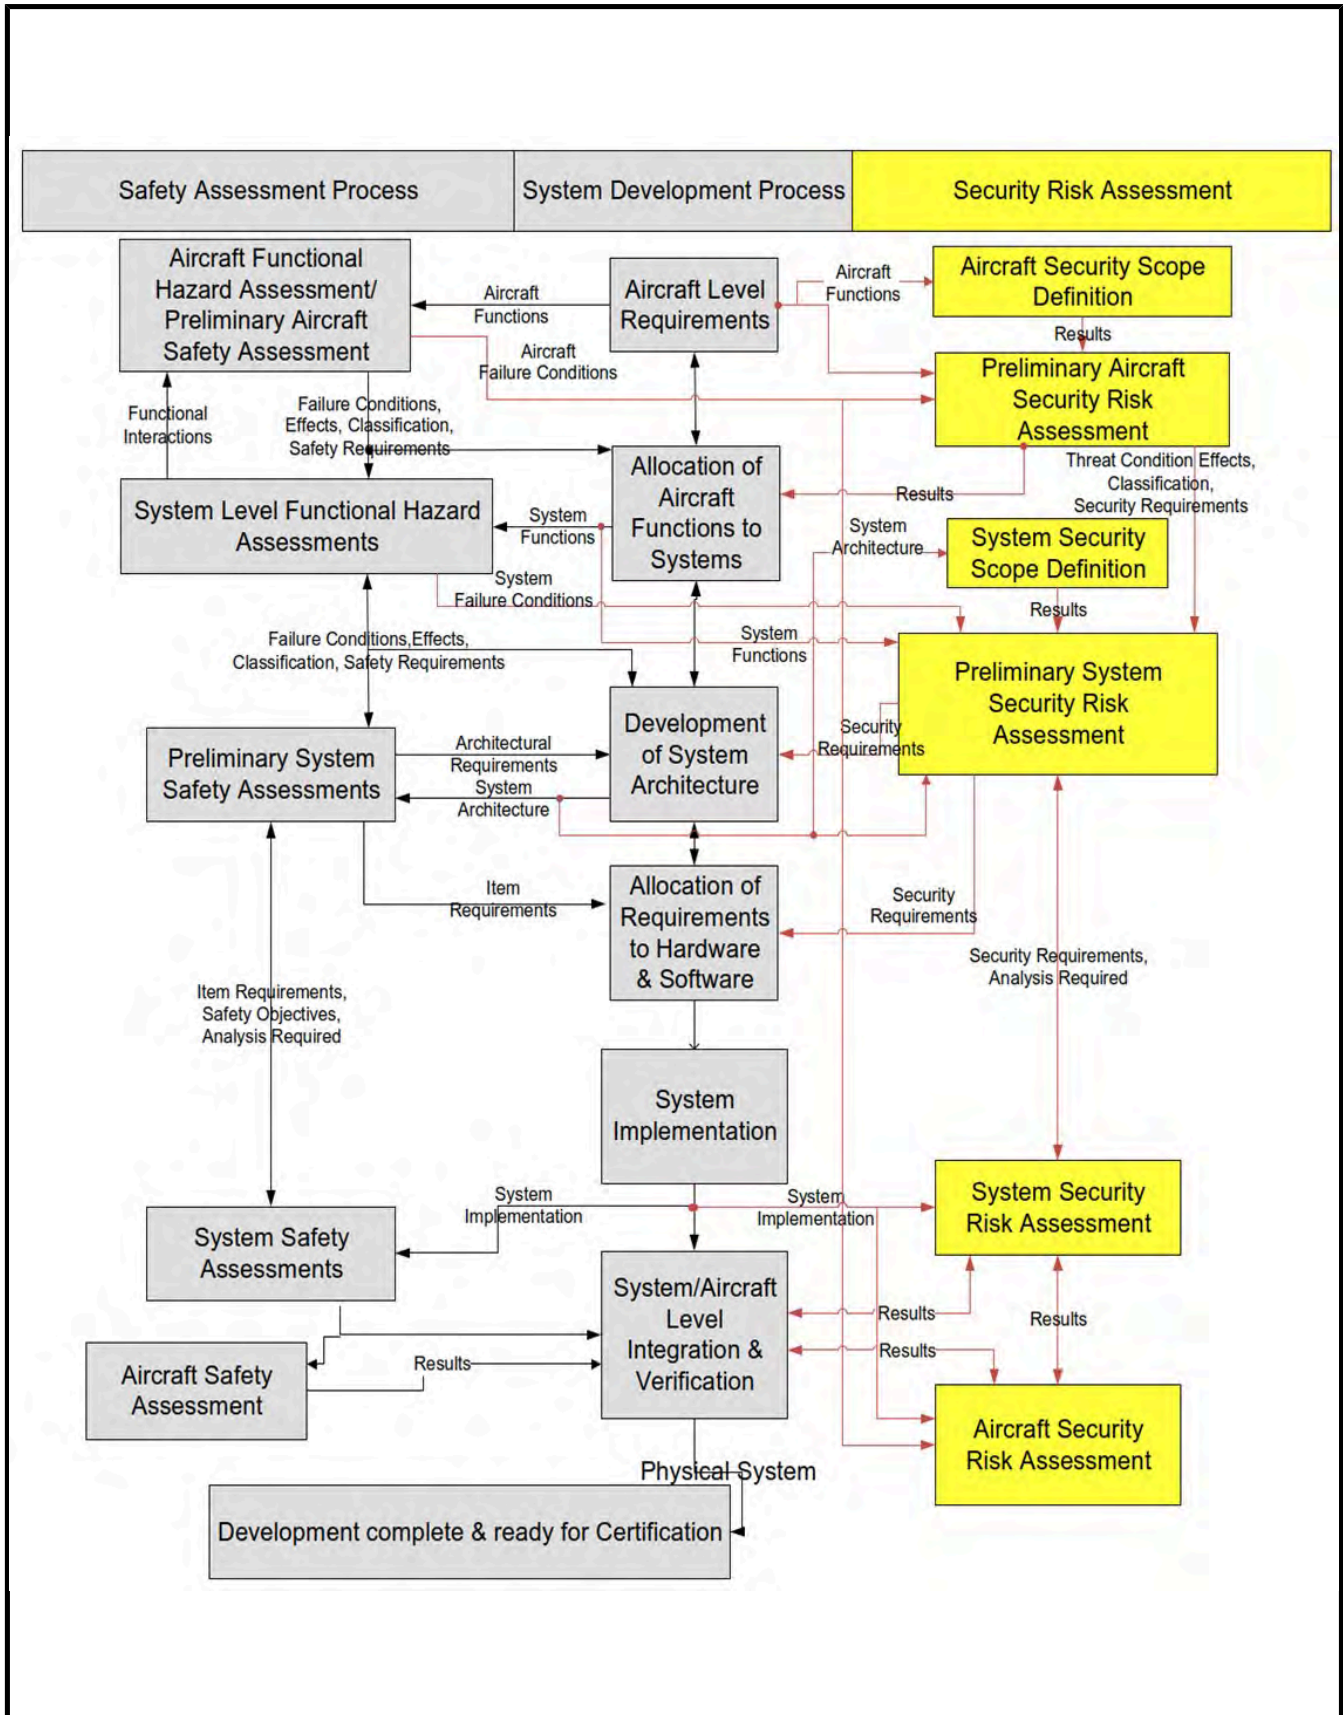 Safety Assessment Process
System Development Process
Security Risk Assessment
Aircraft Functional
Hazard Assessment/
Preliminary Aircraft
Safety Assessment
Aircraft
Functions
Aircraft Level
Requirements
Aircraft
Functions
Aircraft Security Scope
Definition
Results
Aircraft
Failure Conditions
Preliminary Aircraft
Security Risk
Assessment
Functional
Interactions
Failure Conditions,
Effects, Classification,
Safety Requirements
Allocation of
Aircraft
Functions to
Systems
Results
Threat Condition Effects,
Classification,
Security Requirements
System Level Functional Hazard
Assessments
System
Functions
System
Architecture
System Security
Scope Definition
System
Failure Conditions
Results
Failure Conditions,Effects,
Classification, Safety Requirements
System
Functions
Preliminary System
Security Risk
Assessment
Development
of System
Architecture
Security
Requirements
Preliminary System
Safety Assessments
Architectural
Requirements
System
Architecture
Item
Requirements
Allocation of
Requirements
to Hardware
& Software
Security
Requirements
Security Requirements,
Analysis Required
Item Requirements,
Safety Objectives,
Analysis Required
System
Implementation
System
Implementation
System
Implementation
System Security
Risk Assessment
System Safety
Assessments
System/Aircraft
Level
Integration &
Verification
Results
Results
Results
Aircraft Safety
Assessment
Results
Aircraft Security
Risk Assessment
Physical System
Development complete & ready for Certification